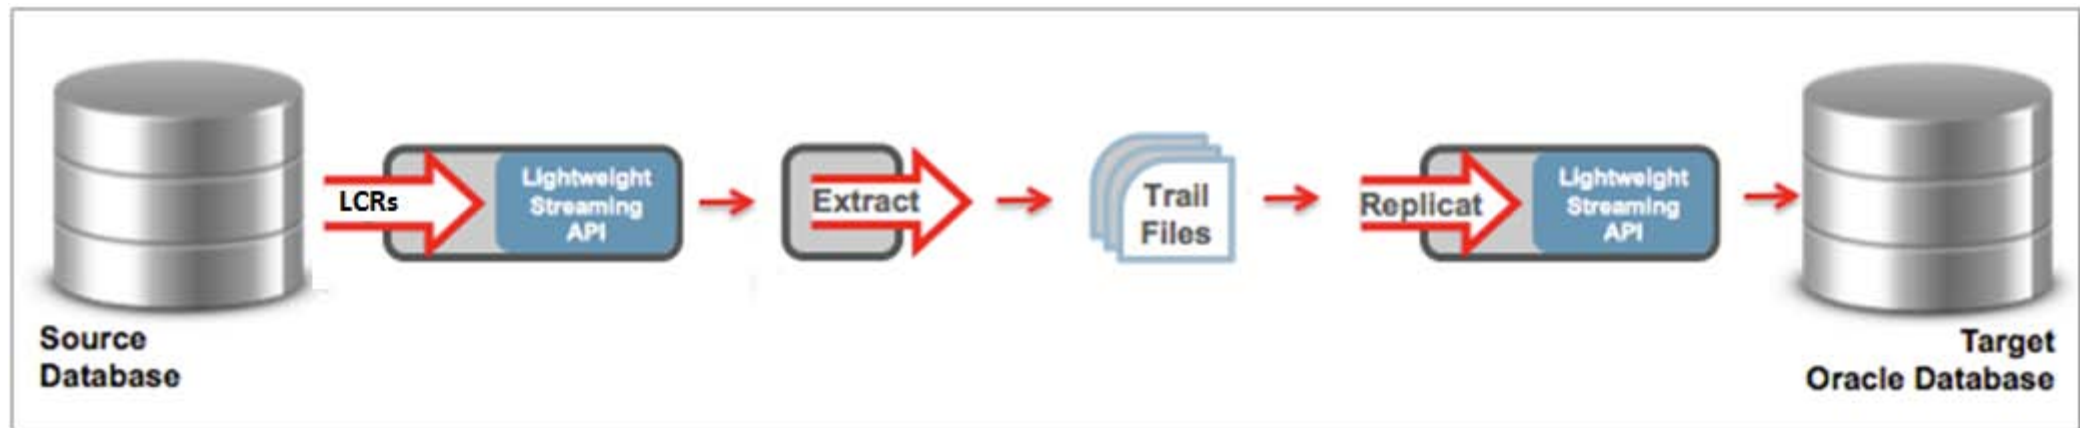 LCRs
Lightweight
Streaming
API
Extract
Trail
Files
Replicat
Lightweight
Streaming
API
Source
Database
Target
Oracle Database